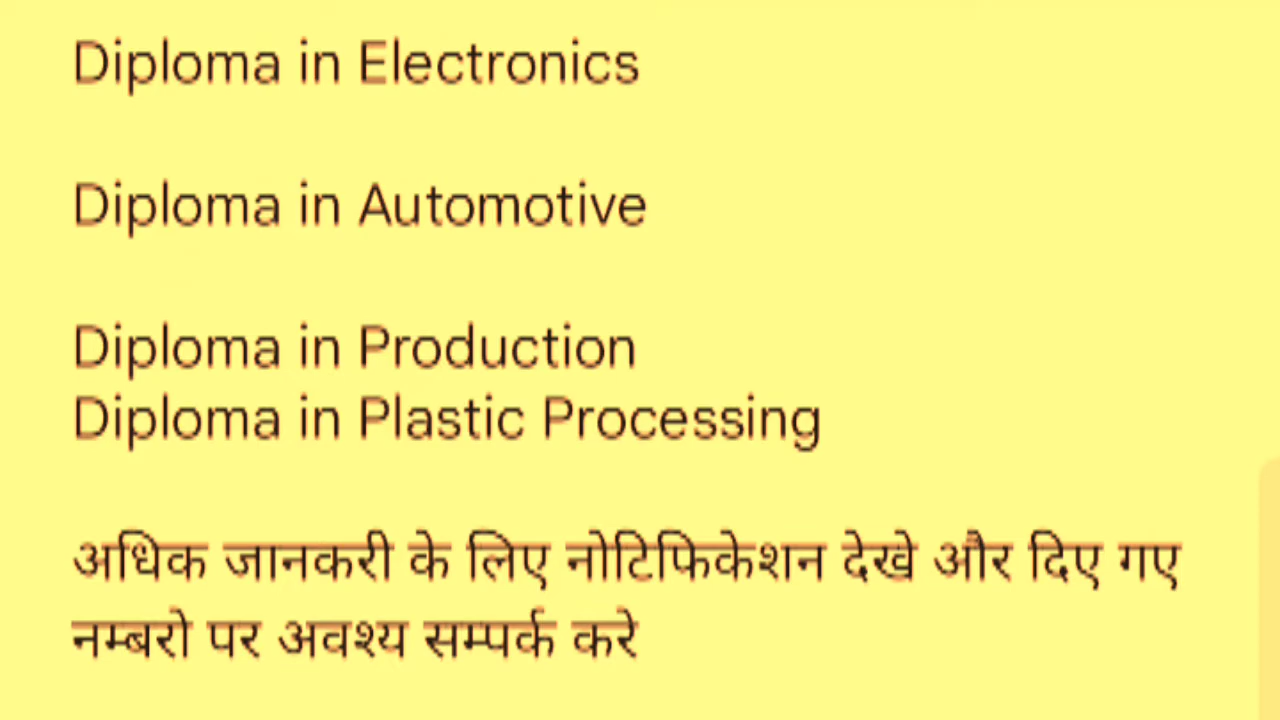 Diploma in Electronics
Diploma in Automotive
Diploma in Production
Diploma in Plastic Processing
अधिक जानकरी के लिए नोटिफिकेशन देखे और दिए गए
नम्बरो पर अवश्य सम्पर्क करे